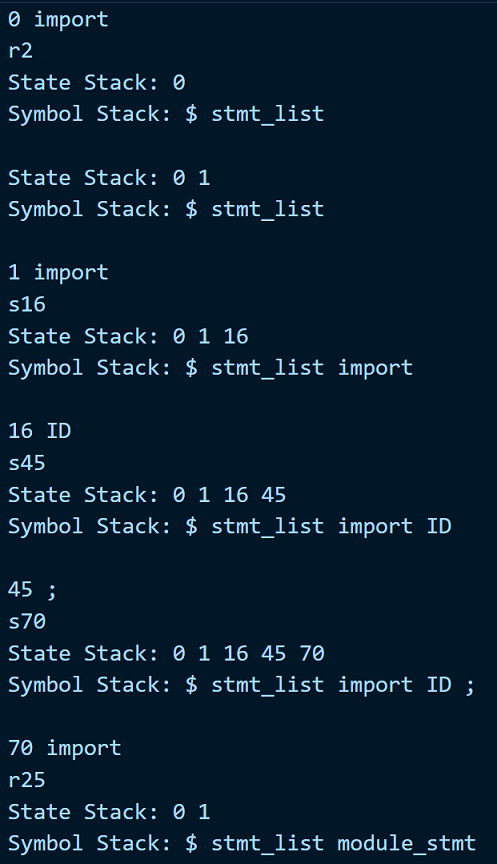 0 import
r2
State Stack: 0
Symbol Stack: $ stmt_list
State Stack: 0 1
Symbol Stack: $ stmt_list
1 import
s16
State Stack: 0 1 16
Symbol Stack: $ stmt_list import
16 ID
s45
State Stack: 0 1 16 45
Symbol Stack: $ stmt_list import ID
45 ;
s70
State Stack: 0 1 16 45 70
Symbol Stack: $ stmt_list import ID ;
70 import
r25
State Stack: 0 1
Symbol Stack: $ stmt_list module_stmt